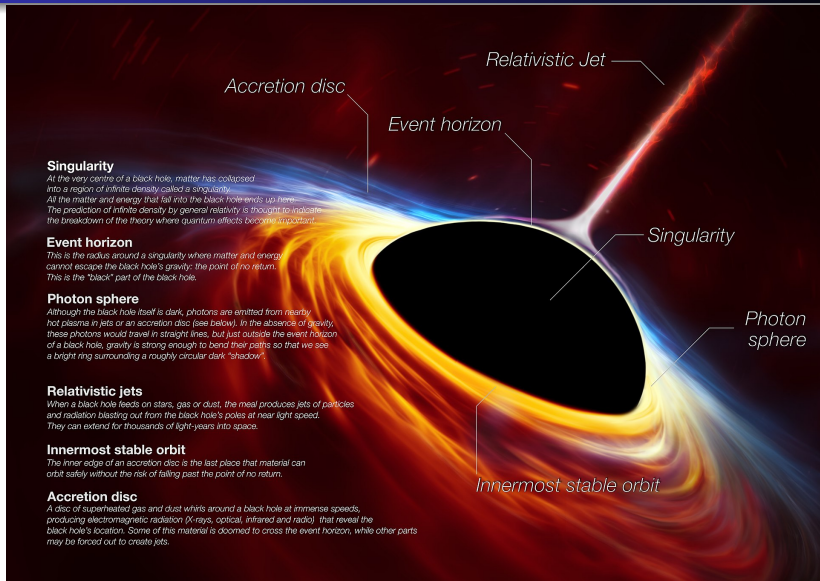 Relativistic Jet
Accretion disc
Event horizon
Singularity
Photon
sphere
Innermost stable orbit
Singularity
At the very centre of a black hole, matter has collapsed
into a region of infinite density called a singularity.
All the matter and energy that fall into the black hole ends up here.
The prediction of infinite density by general relativity is thought to indicate
the breakdown of the theory where quantum effects become important.
Event horizon
This is the radius around a singularity where matter and energy
cannot escape the black hole's gravity: the point of no return.
This is the "black" part of the black hole.
Photon sphere
Although the black hole itself is dark, photons are emitted from nearby
hot plasma in jets or an accretion disc (see below). In the absence of gravity,
these photons would travel in straight lines, but just outside the event horizon
of a black hole, gravity is strong enough to bend their paths so that we see
a bright ring surrounding a roughly circular dark "shadow".
Relativistic jets
When a black hole feeds on stars, gas or dust, the meal produces jets of particles
and radiation blasting out from the black hole's poles at near light speed.
They can extend for thousands of light-years into space.
Innermost stable orbit
The inner edge of an accretion disc is the last place that material can
orbit safely without the risk of falling past the point of no return.
Accretion disc
A disc of superheated gas and dust whirls around a black hole at immense speeds,
producing electromagnetic radiation (X-rays, optical, infrared and radio) that reveal the
black hole's location. Some of this material is doomed to cross the event horizon, while other parts
may be forced out to create jets.